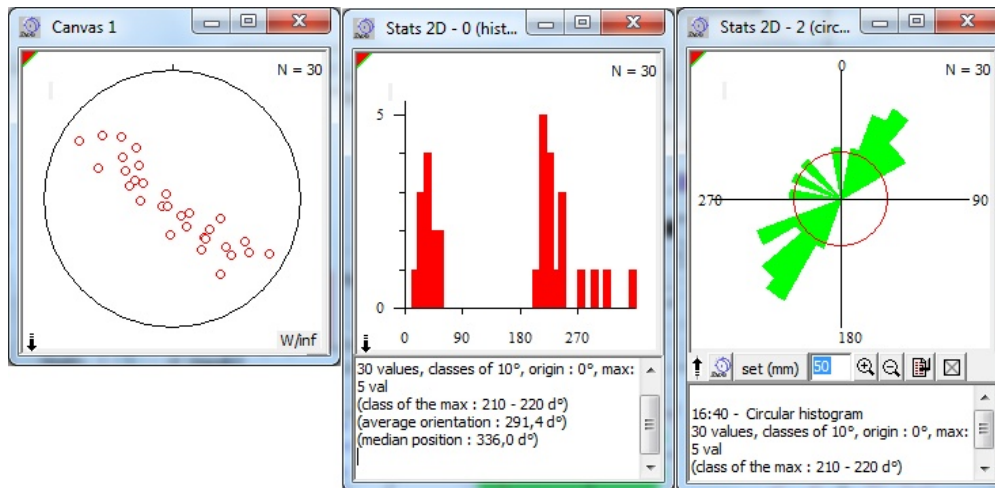 Canvas 1
N = 30
W/inf
Stats 2D - 0 (hist...
N = 30
5
0
0 90 180 270
30 values, classes of 10°, origin : 0°, max:
5 val
(class of the max : 210 - 220 d°)
(average orientation : 291,4 d°)
(median position : 336,0 d°)
Stats 2D - 2 (circ...
N = 30
0
270
90
180
set (mm) 50
16:40 - Circular histogram
30 values, classes of 10°, origin : 0°, max:
5 val
(class of the max : 210 - 220 d°)